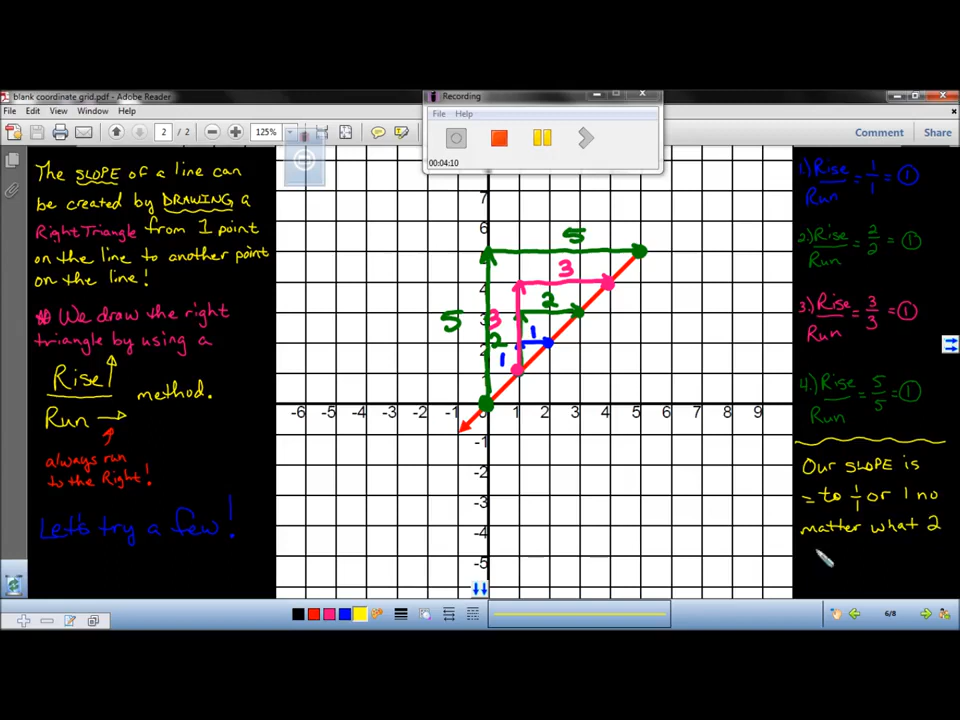 blank coordinate grid.pdf - Adobe Reader
File Edit View Window Help
2 / 2 125% Comment Share
Recording
File Help
00:04:10
The SLOPE of a line can
be created by DRAWING a
Right Triangle from 1 point
on the line to another point
on the line!
We draw the right
triangle by using a
Rise
Run
method.
always run
to the Right!
Let's try a few!
7
6
4
3
2
-6 -5 -4 -3 -2 -1 0 1 2 3 4 5 6 7 8 9
-1
-2
-3
-4
-5
5
5
3
3
2
2
1
1
1.) Rise/Run = 1/1 = 1
2.) Rise/Run = 2/2 = 1
3.) Rise/Run = 3/3 = 1
4.) Rise/Run = 5/5 = 1
Our SLOPE is
= to 1/1 or 1 no
matter what 2
6/8